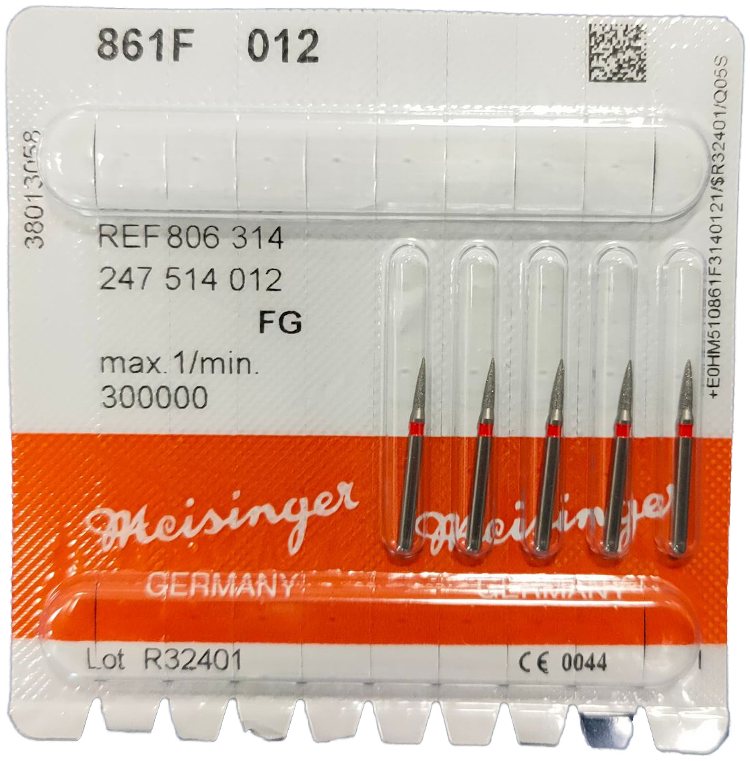 861F 012
38013058
REF 806 314
247 514 012
FG
max. 1/min.
300000
+E0HM510861F3140121/$R32401/Q05S
Meisinger Meisinger
GERMANY GERMANY
Lot R32401
CE 0044